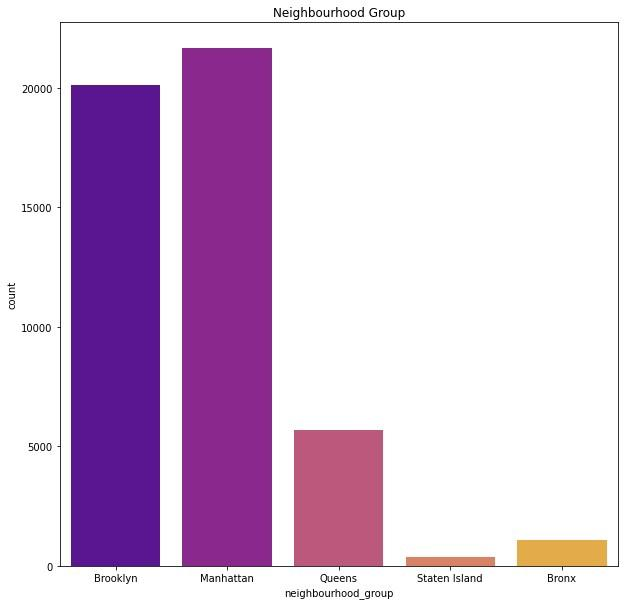 Neighbourhood Group
count
20000
15000
10000
5000
0
Brooklyn Manhattan Queens Staten Island Bronx
neighbourhood_group